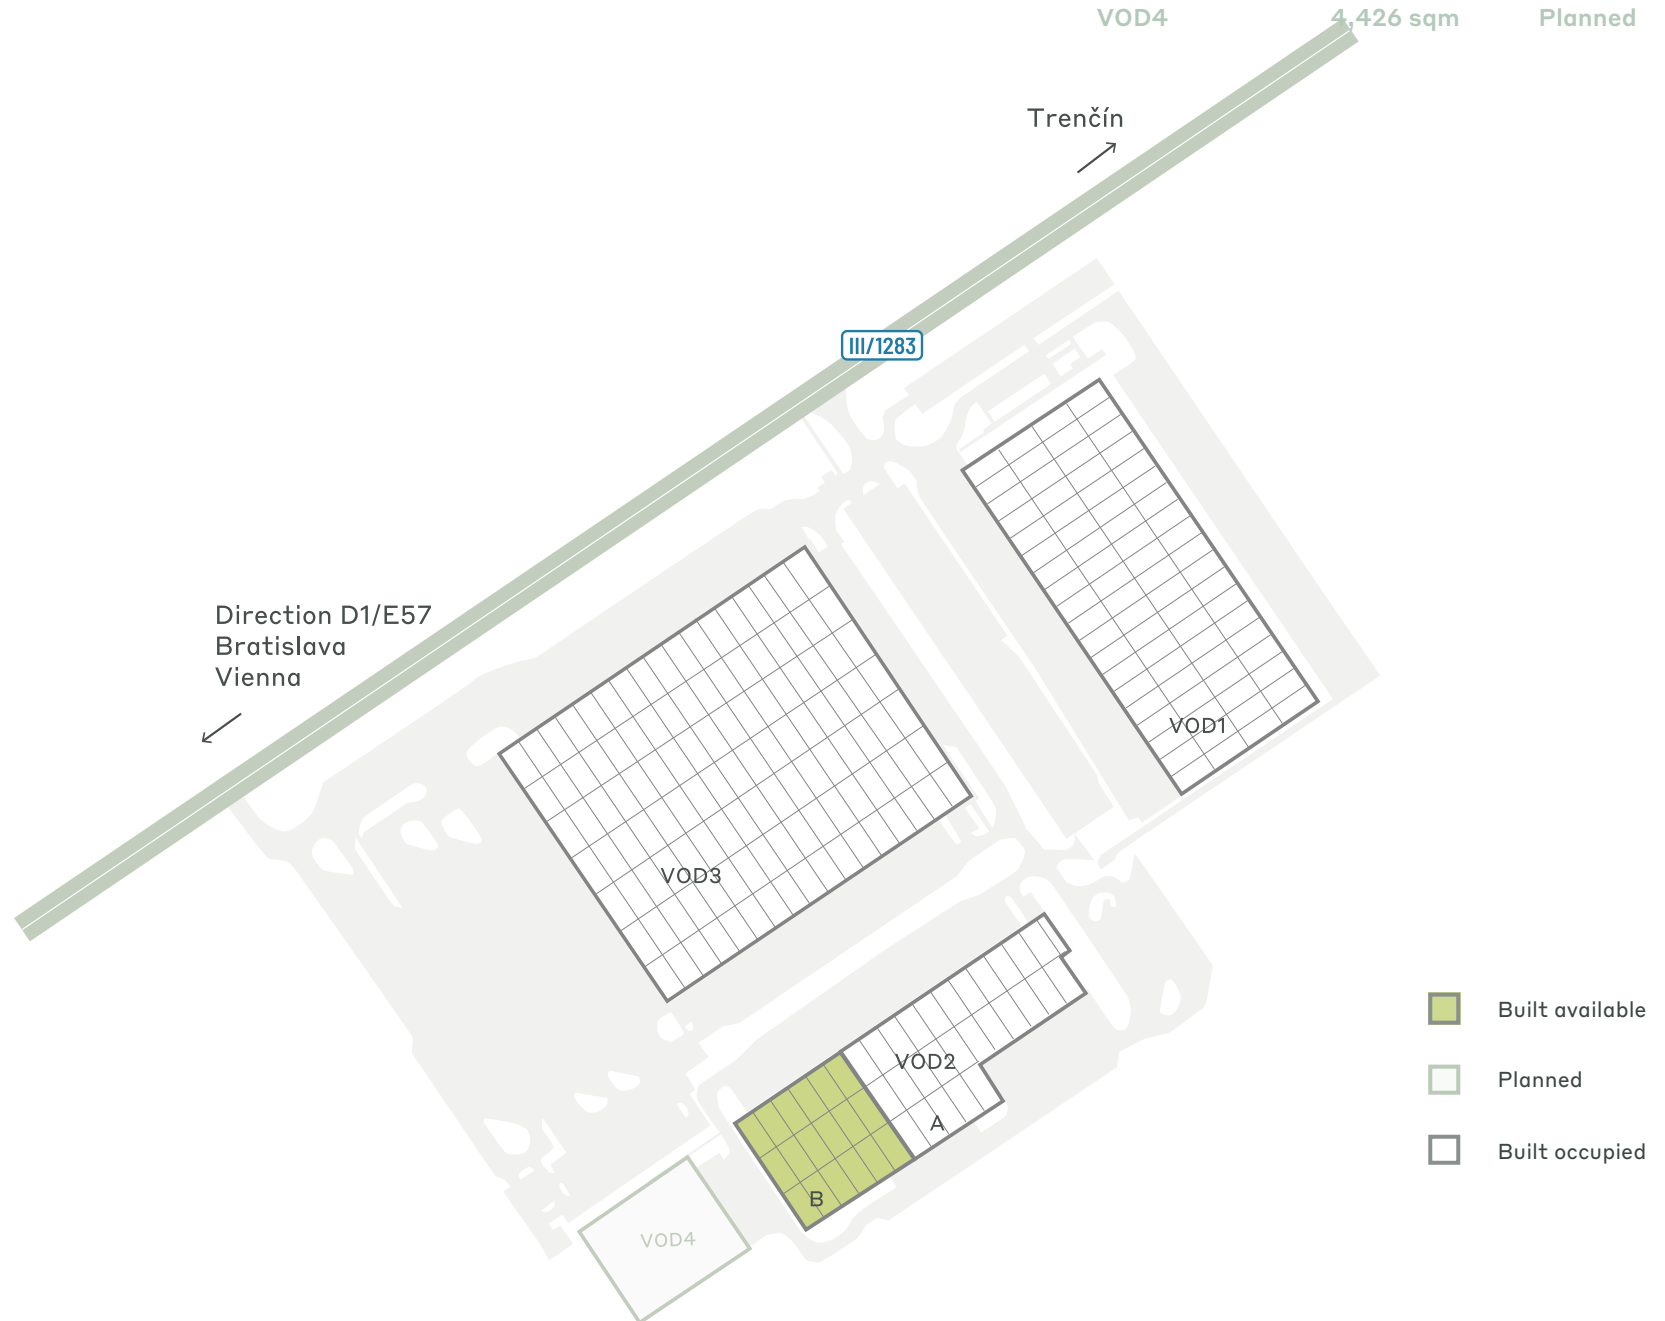 VOD4 4,426 sqm Planned
Trenčín
III/1283
Direction D1/E57
Bratislava
Vienna
VOD1
VOD3
VOD2
A
B
VOD4
Built available
Planned
Built occupied